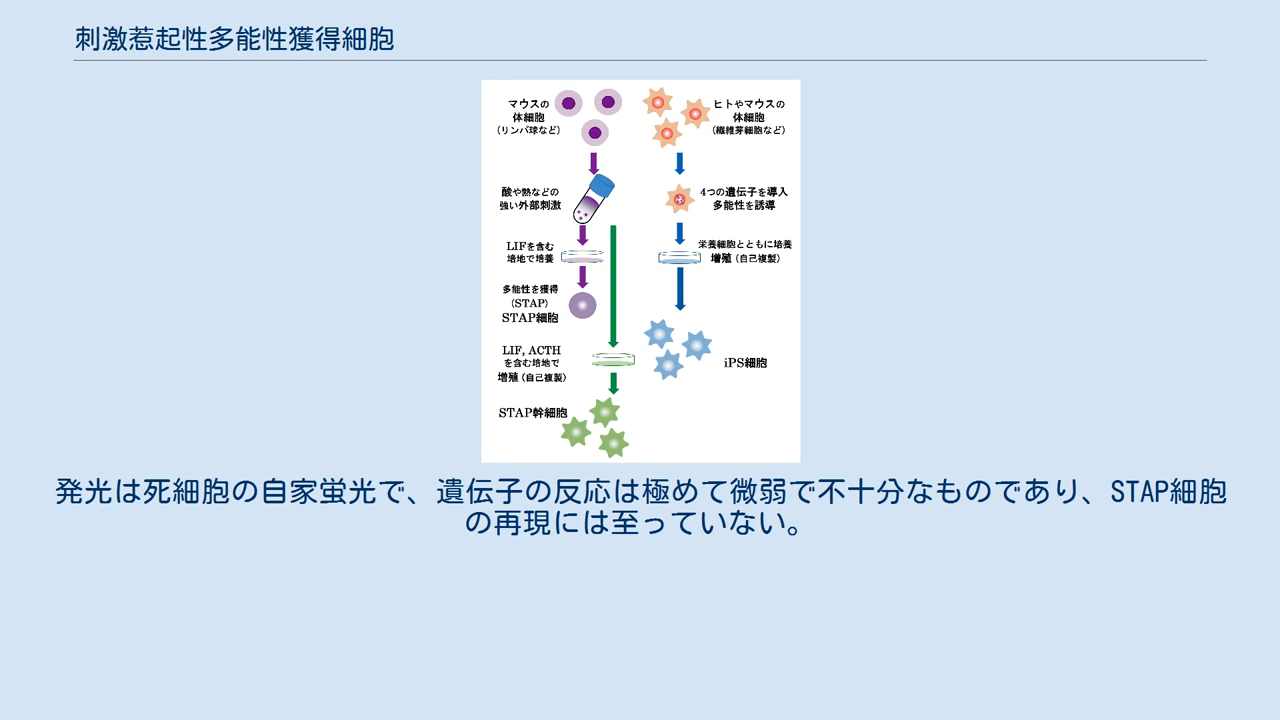 刺激惹起性多能性獲得細胞
マウスの
体細胞
(リンパ球など)
ヒトやマウスの
体細胞
(繊維芽細胞など)
酸や熱などの
強い外部刺激
4つの遺伝子を導入
多能性を誘導
LIFを含む
培地で培養
栄養細胞とともに培養
増殖(自己複製)
多能性を獲得
(STAP)
STAP細胞
LIF, ACTH
を含む培地で
増殖(自己複製)
iPS細胞
STAP幹細胞
発光は死細胞の自家蛍光で、遺伝子の反応は極めて微弱で不十分なものであり、STAP細胞
の再現には至っていない。